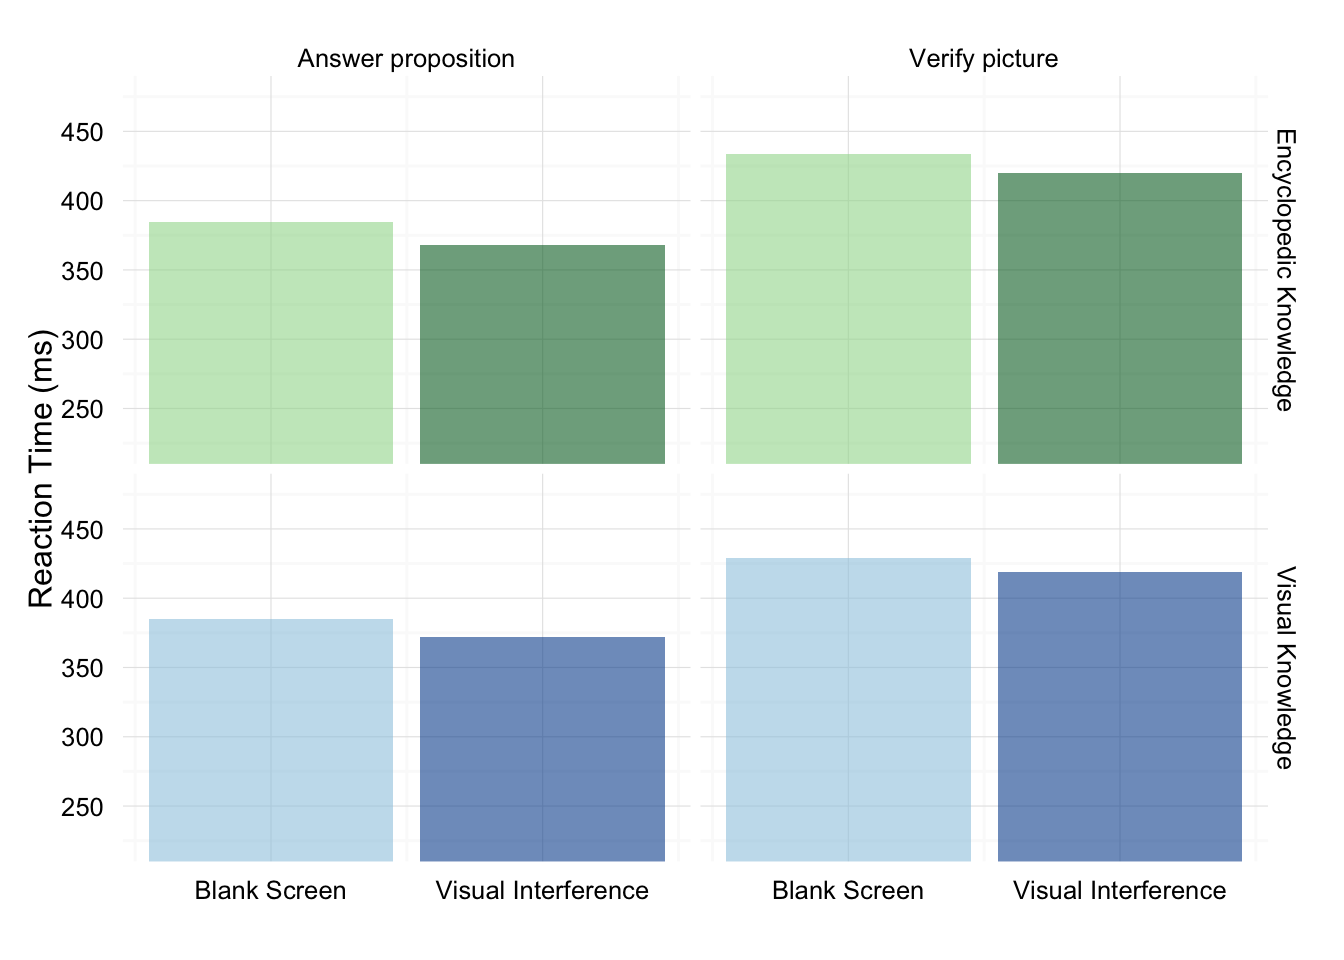 Answer proposition
Verify picture
450
400
350
300
250
Encyclopedic Knowledge
Reaction Time (ms)
450
400
350
300
250
Visual Knowledge
Blank Screen
Visual Interference
Blank Screen
Visual Interference